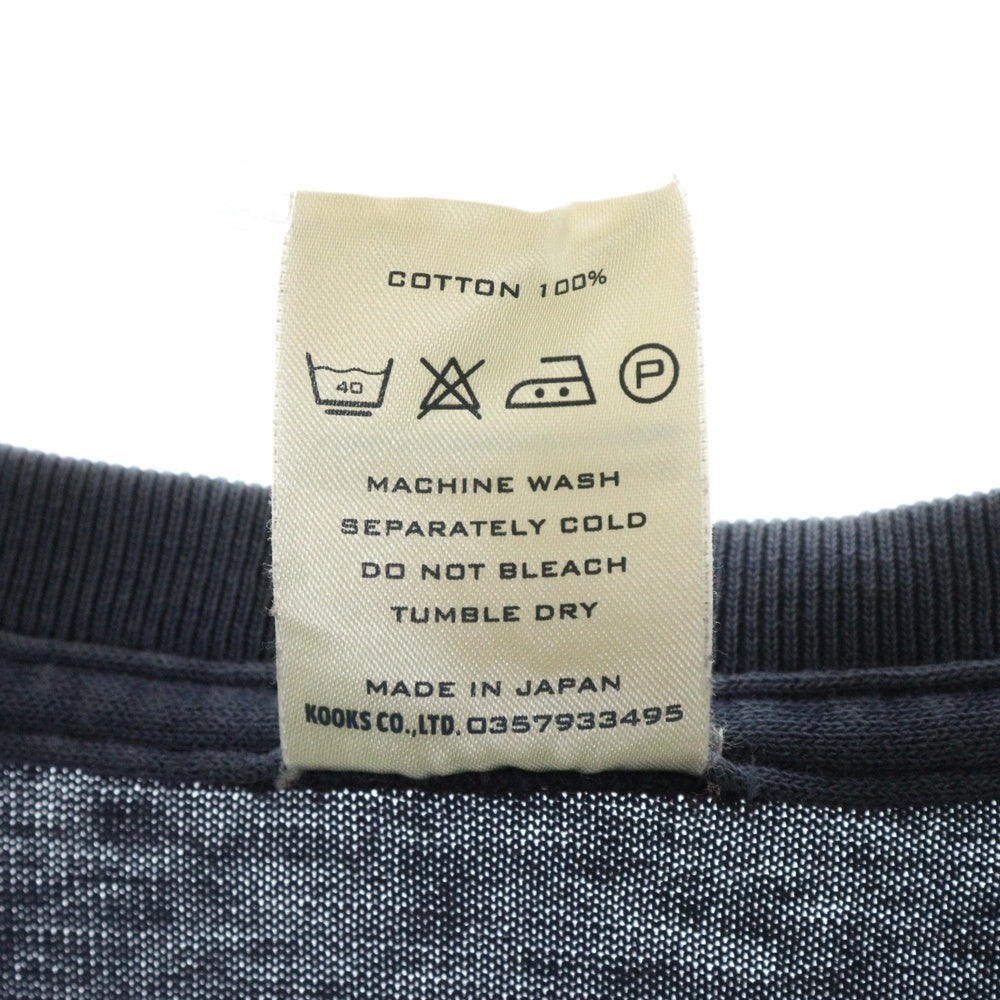 COTTON 100%
40 P
MACHINE WASH
SEPARATELY COLD
DO NOT BLEACH
TUMBLE DRY
MADE IN JAPAN
KOOKS CO.,LTD. 0357933495